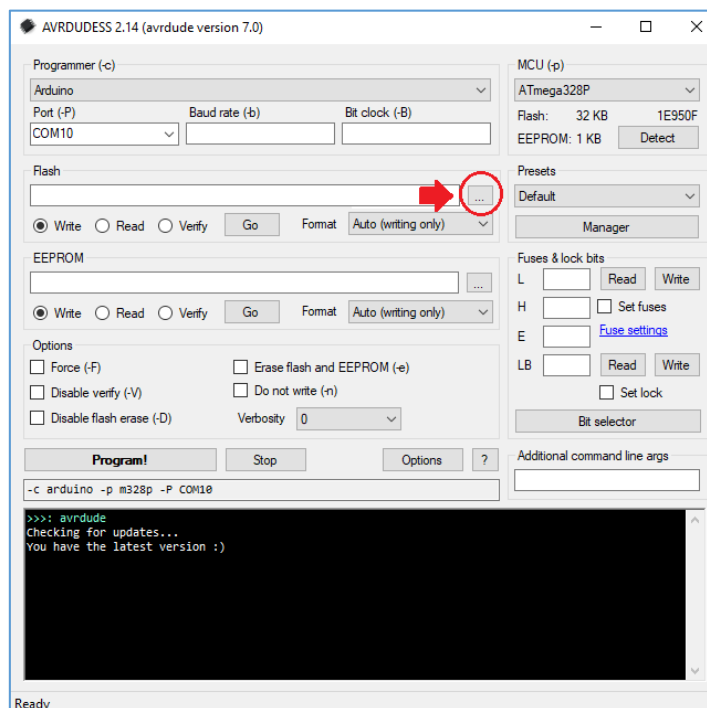 AVRDUDESS 2.14 (avrdude version 7.0)
Programmer (-c)
Arduino
Port (-P) Baud rate (-b) Bit clock (-B)
COM10
MCU (-p)
ATmega328P
Flash: 32 KB 1E950F
EEPROM: 1 KB Detect
Flash
...
Write Read Verify Go Format Auto (writing only)
Presets
Default
Manager
EEPROM
...
Write Read Verify Go Format Auto (writing only)
Fuses & lock bits
L Read Write
H Set fuses
E Fuse settings
LB Read Write
Set lock
Bit selector
Options
Force (-F) Erase flash and EEPROM (-e)
Disable verify (-V) Do not write (-n)
Disable flash erase (-D) Verbosity 0
Program! Stop Options ?
Additional command line args
-c arduino -p m328p -P COM10
>>>: avrdude
Checking for updates...
You have the latest version :)
Ready